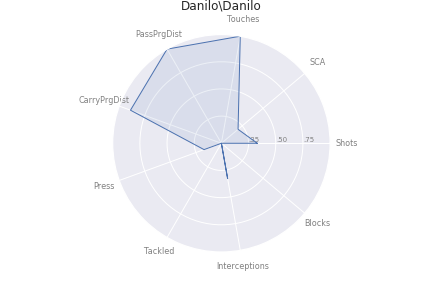 Danilo\Danilo
Touches
PassPrgDist
SCA
CarryPrgDist
.25 .50 .75
Shots
Press
Blocks
Tackled
Interceptions